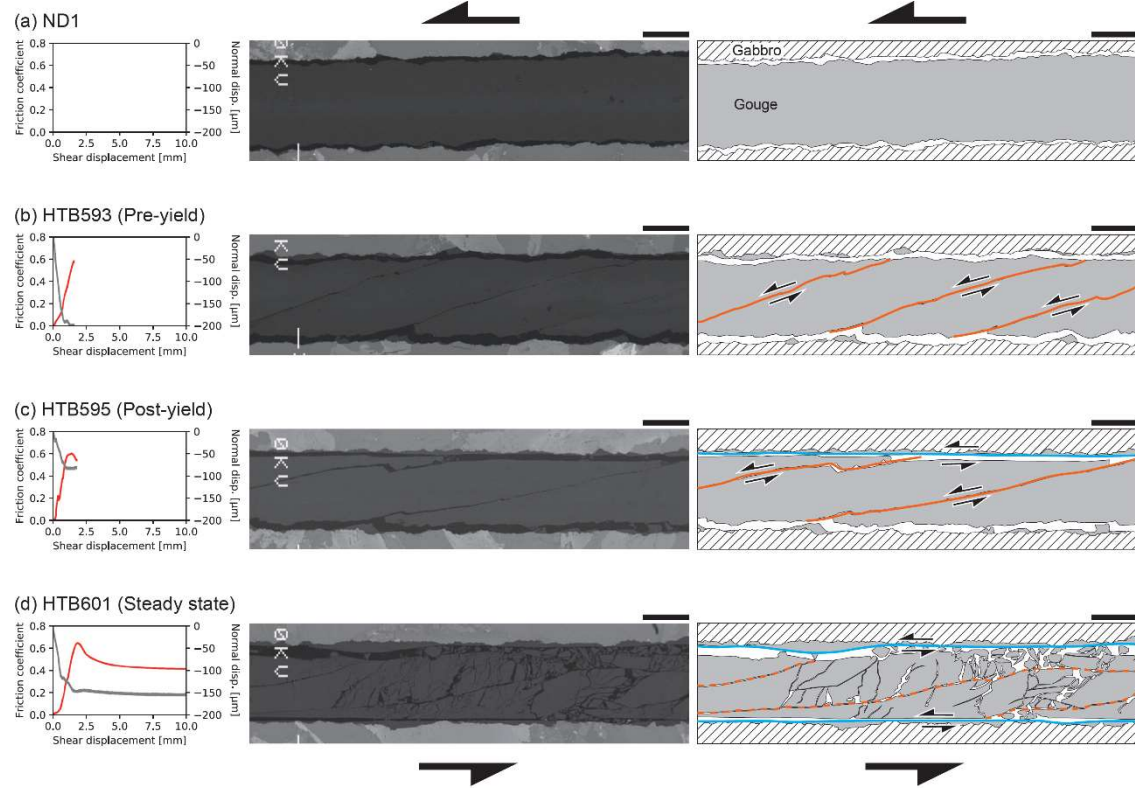 (a) ND1
Friction coefficient
0.8
0.6
0.4
0.2
0.0
0
−50
−100
−150
−200
Normal disp. [µm]
0.0 2.5 5.0 7.5 10.0
Shear displacement [mm]
0KV
Gabbro
Gouge
(b) HTB593 (Pre-yield)
Friction coefficient
0.8
0.6
0.4
0.2
0.0
0
−50
−100
−150
−200
Normal disp. [µm]
0.0 2.5 5.0 7.5 10.0
Shear displacement [mm]
KV
(c) HTB595 (Post-yield)
Friction coefficient
0.8
0.6
0.4
0.2
0.0
0
−50
−100
−150
−200
Normal disp. [µm]
0.0 2.5 5.0 7.5 10.0
Shear displacement [mm]
0KV
(d) HTB601 (Steady state)
Friction coefficient
0.8
0.6
0.4
0.2
0.0
0
−50
−100
−150
−200
Normal disp. [µm]
0.0 2.5 5.0 7.5 10.0
Shear displacement [mm]
0KV